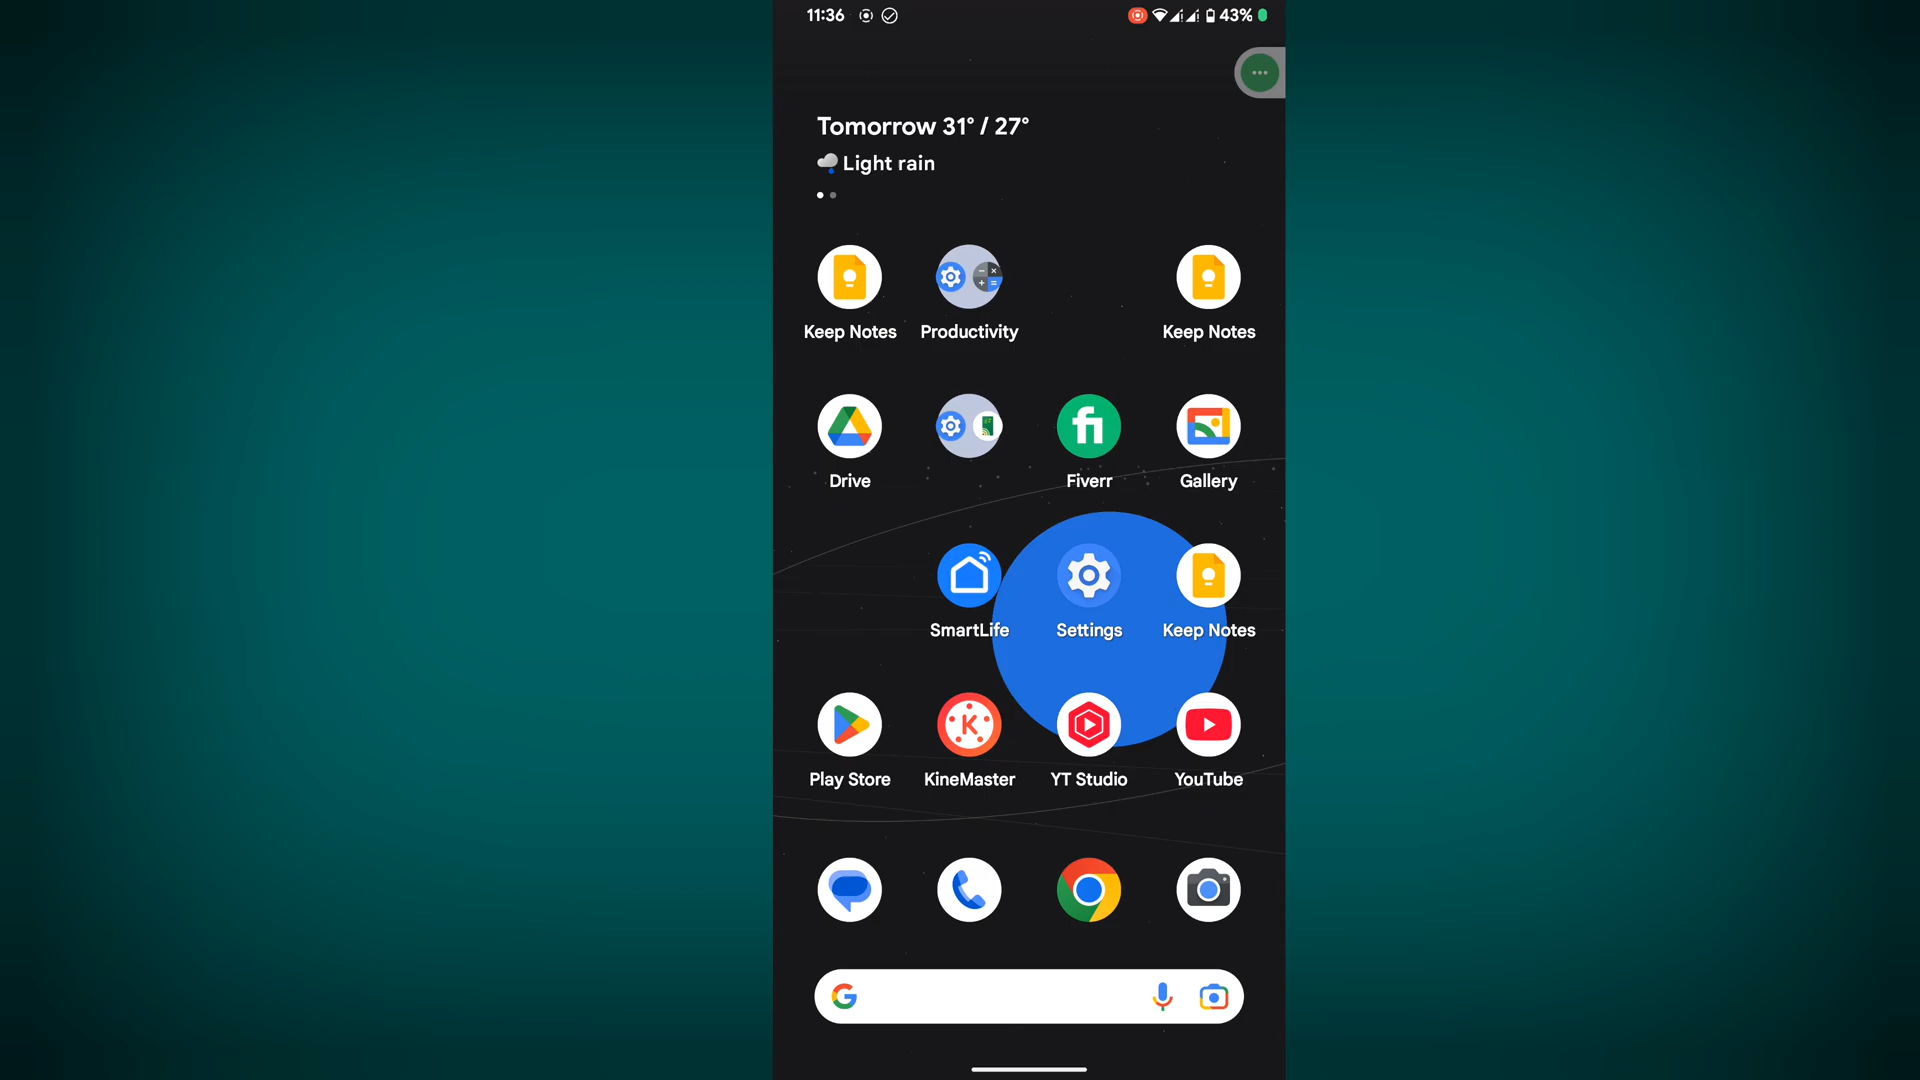 11:36
43%
Tomorrow 31° / 27°
Light rain
Keep Notes
Productivity
Keep Notes
Drive
Fiverr
Gallery
SmartLife
Settings
Keep Notes
Play Store
KineMaster
YT Studio
YouTube